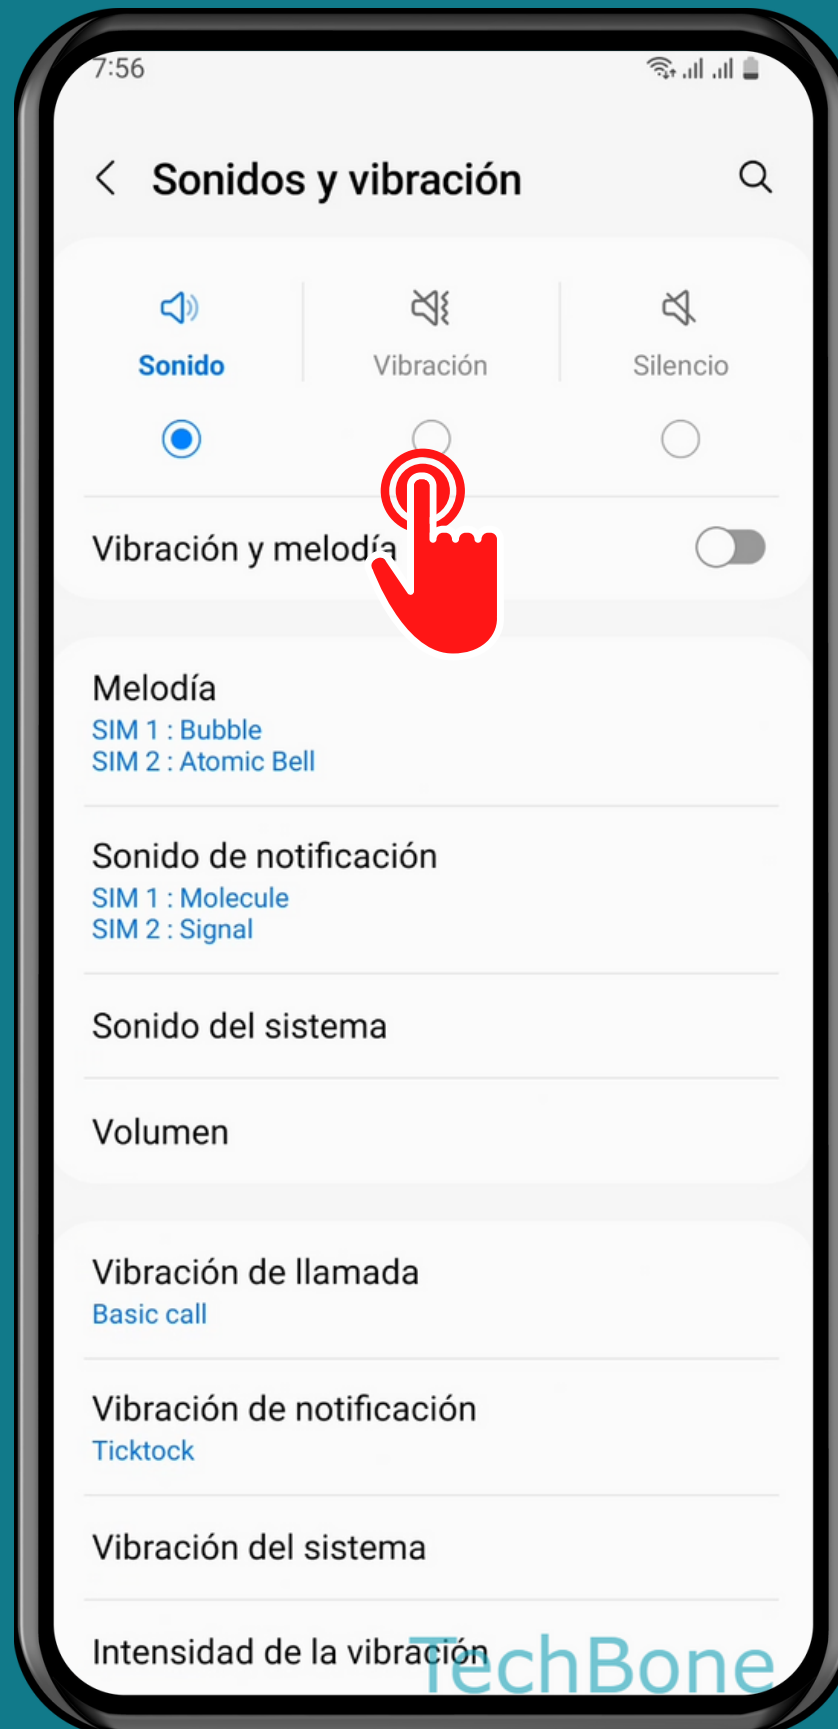 7:56
Sonidos y vibración
Sonido
Vibración
Silencio
Vibración y melodía
Melodía
SIM 1 : Bubble
SIM 2 : Atomic Bell
Sonido de notificación
SIM 1 : Molecule
SIM 2 : Signal
Sonido del sistema
Volumen
Vibración de llamada
Basic call
Vibración de notificación
Ticktock
Vibración del sistema
Intensidad de la vibración
TechBone